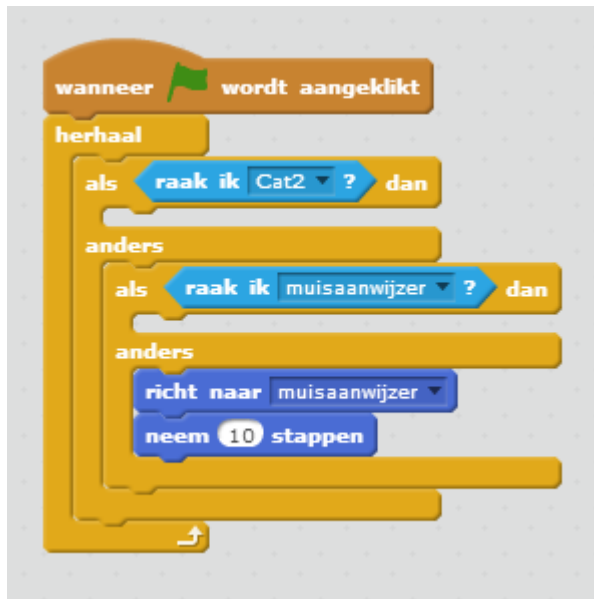 wanneer wordt aangeklikt
herhaal
als raak ik Cat2 ? dan
anders
als raak ik muisaanwijzer ? dan
anders
richt naar muisaanwijzer
neem 10 stappen